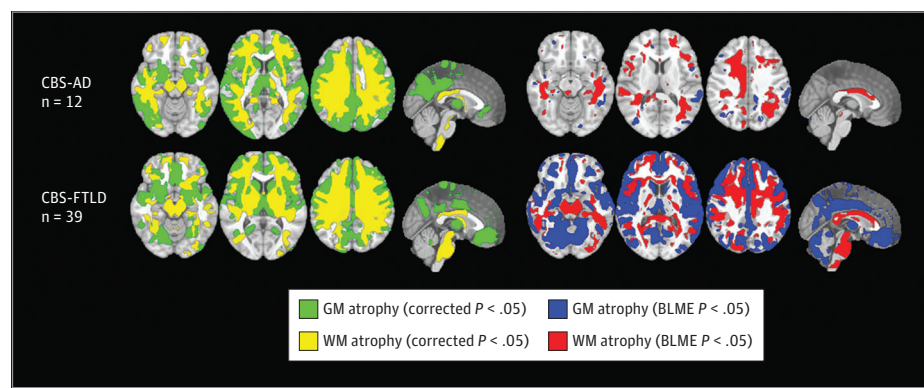 CBS-AD
n = 12
CBS-FTLD
n = 39
GM atrophy (corrected P < .05)
GM atrophy (BLME P < .05)
WM atrophy (corrected P < .05)
WM atrophy (BLME P < .05)